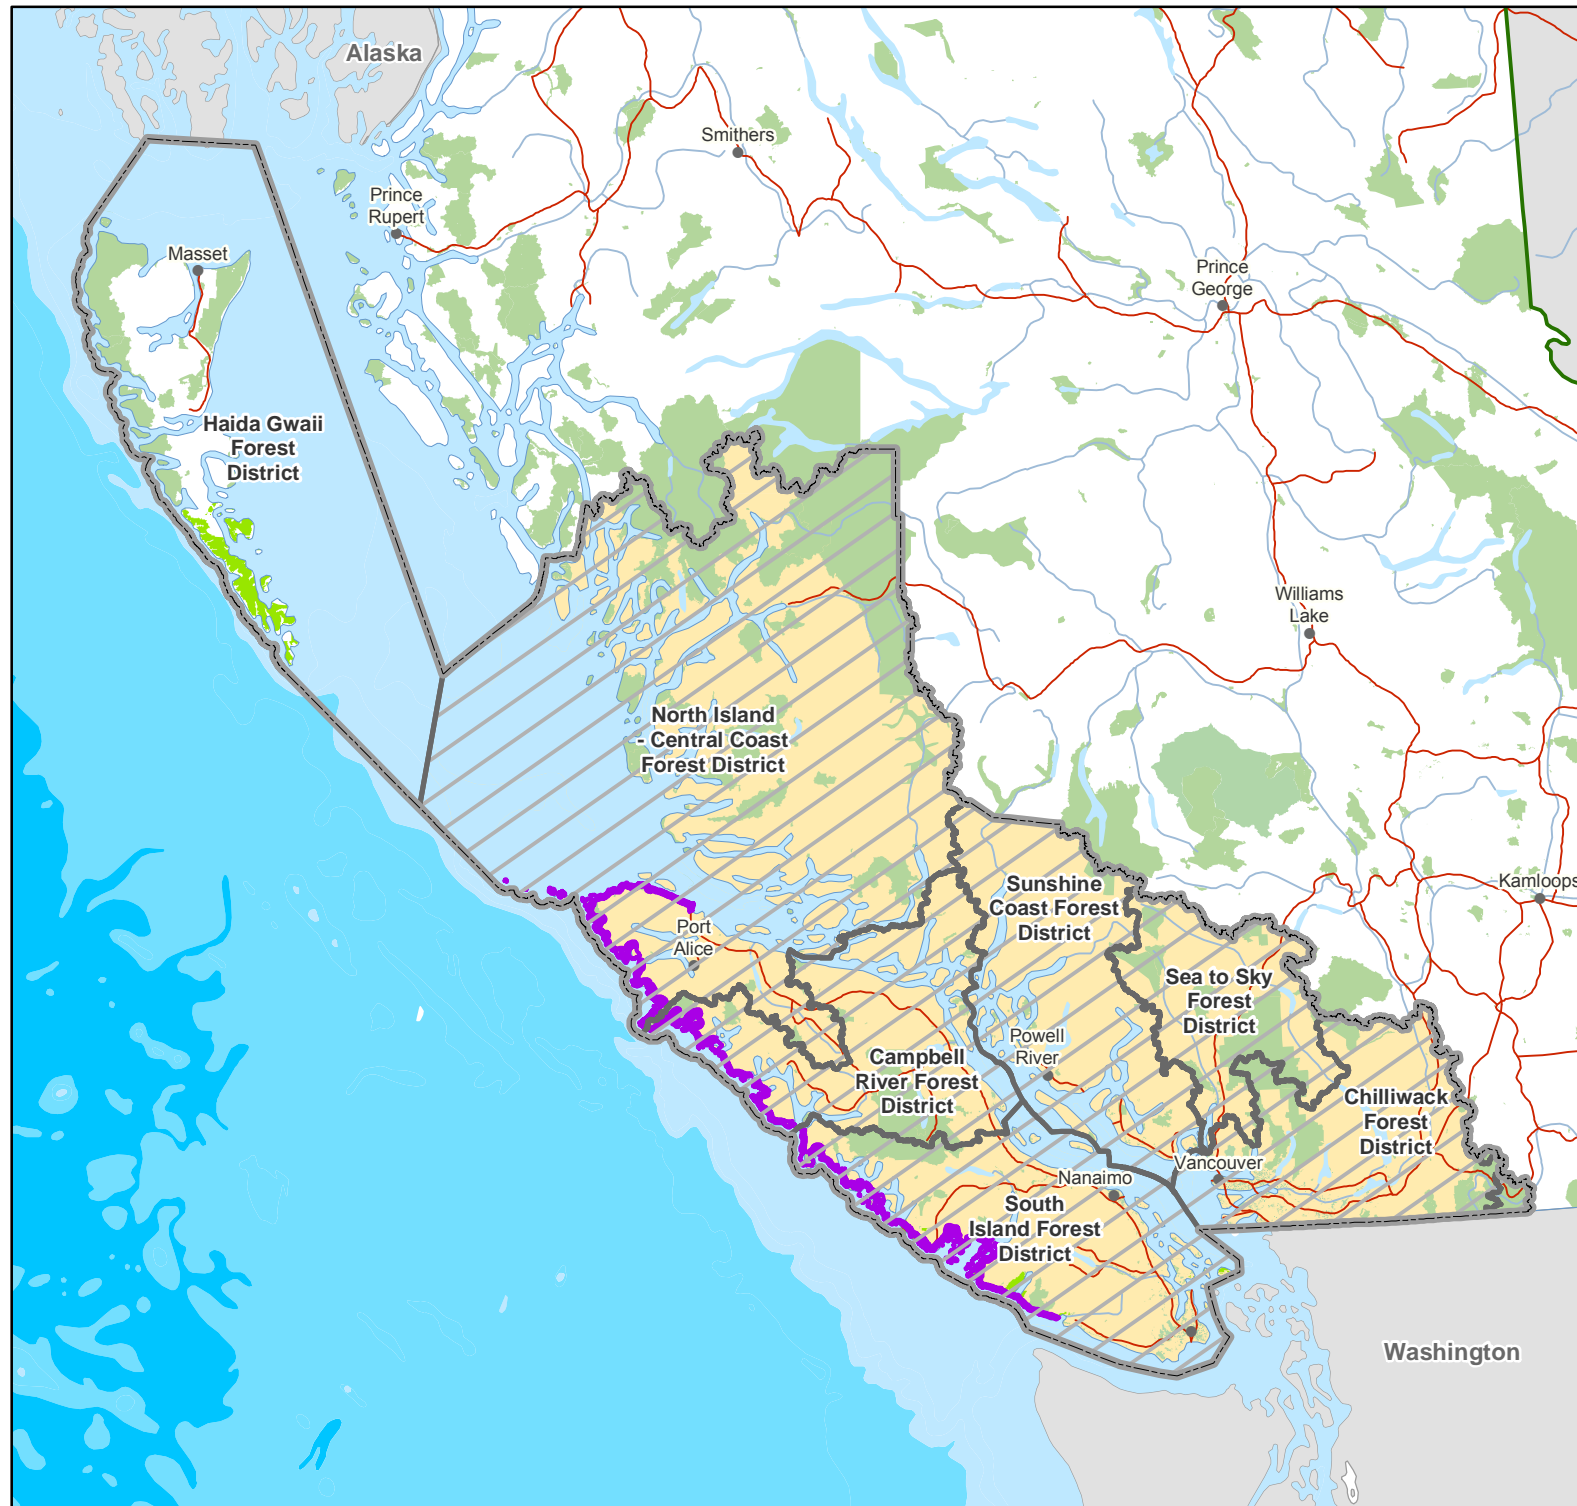 Alaska
Smithers
Prince
Rupert
Masset
Prince
George
Haida Gwaii
Forest
District
Williams
Lake
North Island
- Central Coast
Forest District
Kamloops
Sunshine
Coast Forest
District
Port
Alice
Sea to Sky
Forest
District
Powell
River
Campbell
River Forest
District
Chilliwack
Forest
District
Vancouver
Nanaimo
South
Island Forest
District
Washington